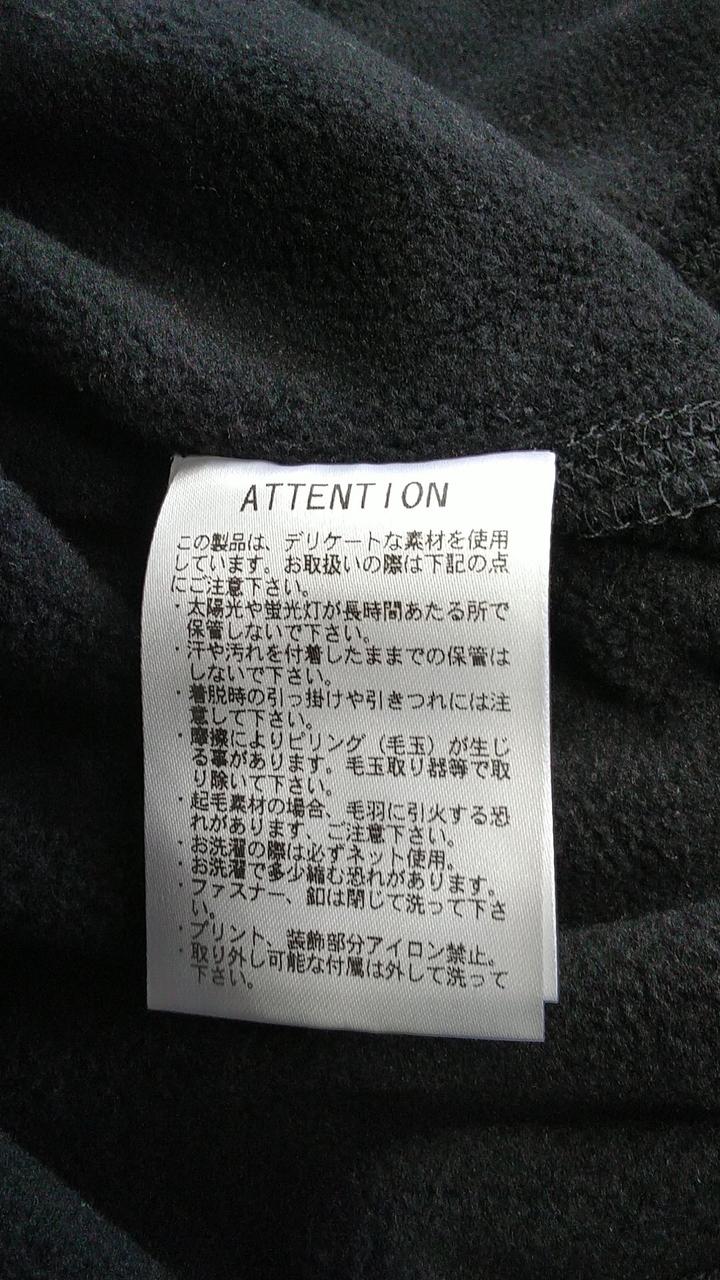 ATTENTION
この製品は、デリケートな素材を使用
しています。お取扱いの際は下記の点
にご注意下さい。
・太陽光や蛍光灯が長時間あたる所で
保管しないで下さい。
・汗や汚れを付着したままでの保管は
しないで下さい。
・着脱時の引っ掛けや引きつれには注
意して下さい。
・摩擦によりピリング（毛玉）が生じ
る事があります。毛玉取り器等で取
り除いて下さい。
・起毛素材の場合、毛羽に引火する恐
れがあります、ご注意下さい。
・お洗濯の際は必ずネット使用。
・お洗濯で多少縮む恐れがあります。
・ファスナー、釦は閉じて洗って下さ
い。
・プリント、装飾部分アイロン禁止。
・取り外し可能な付属は外して洗って
下さい。